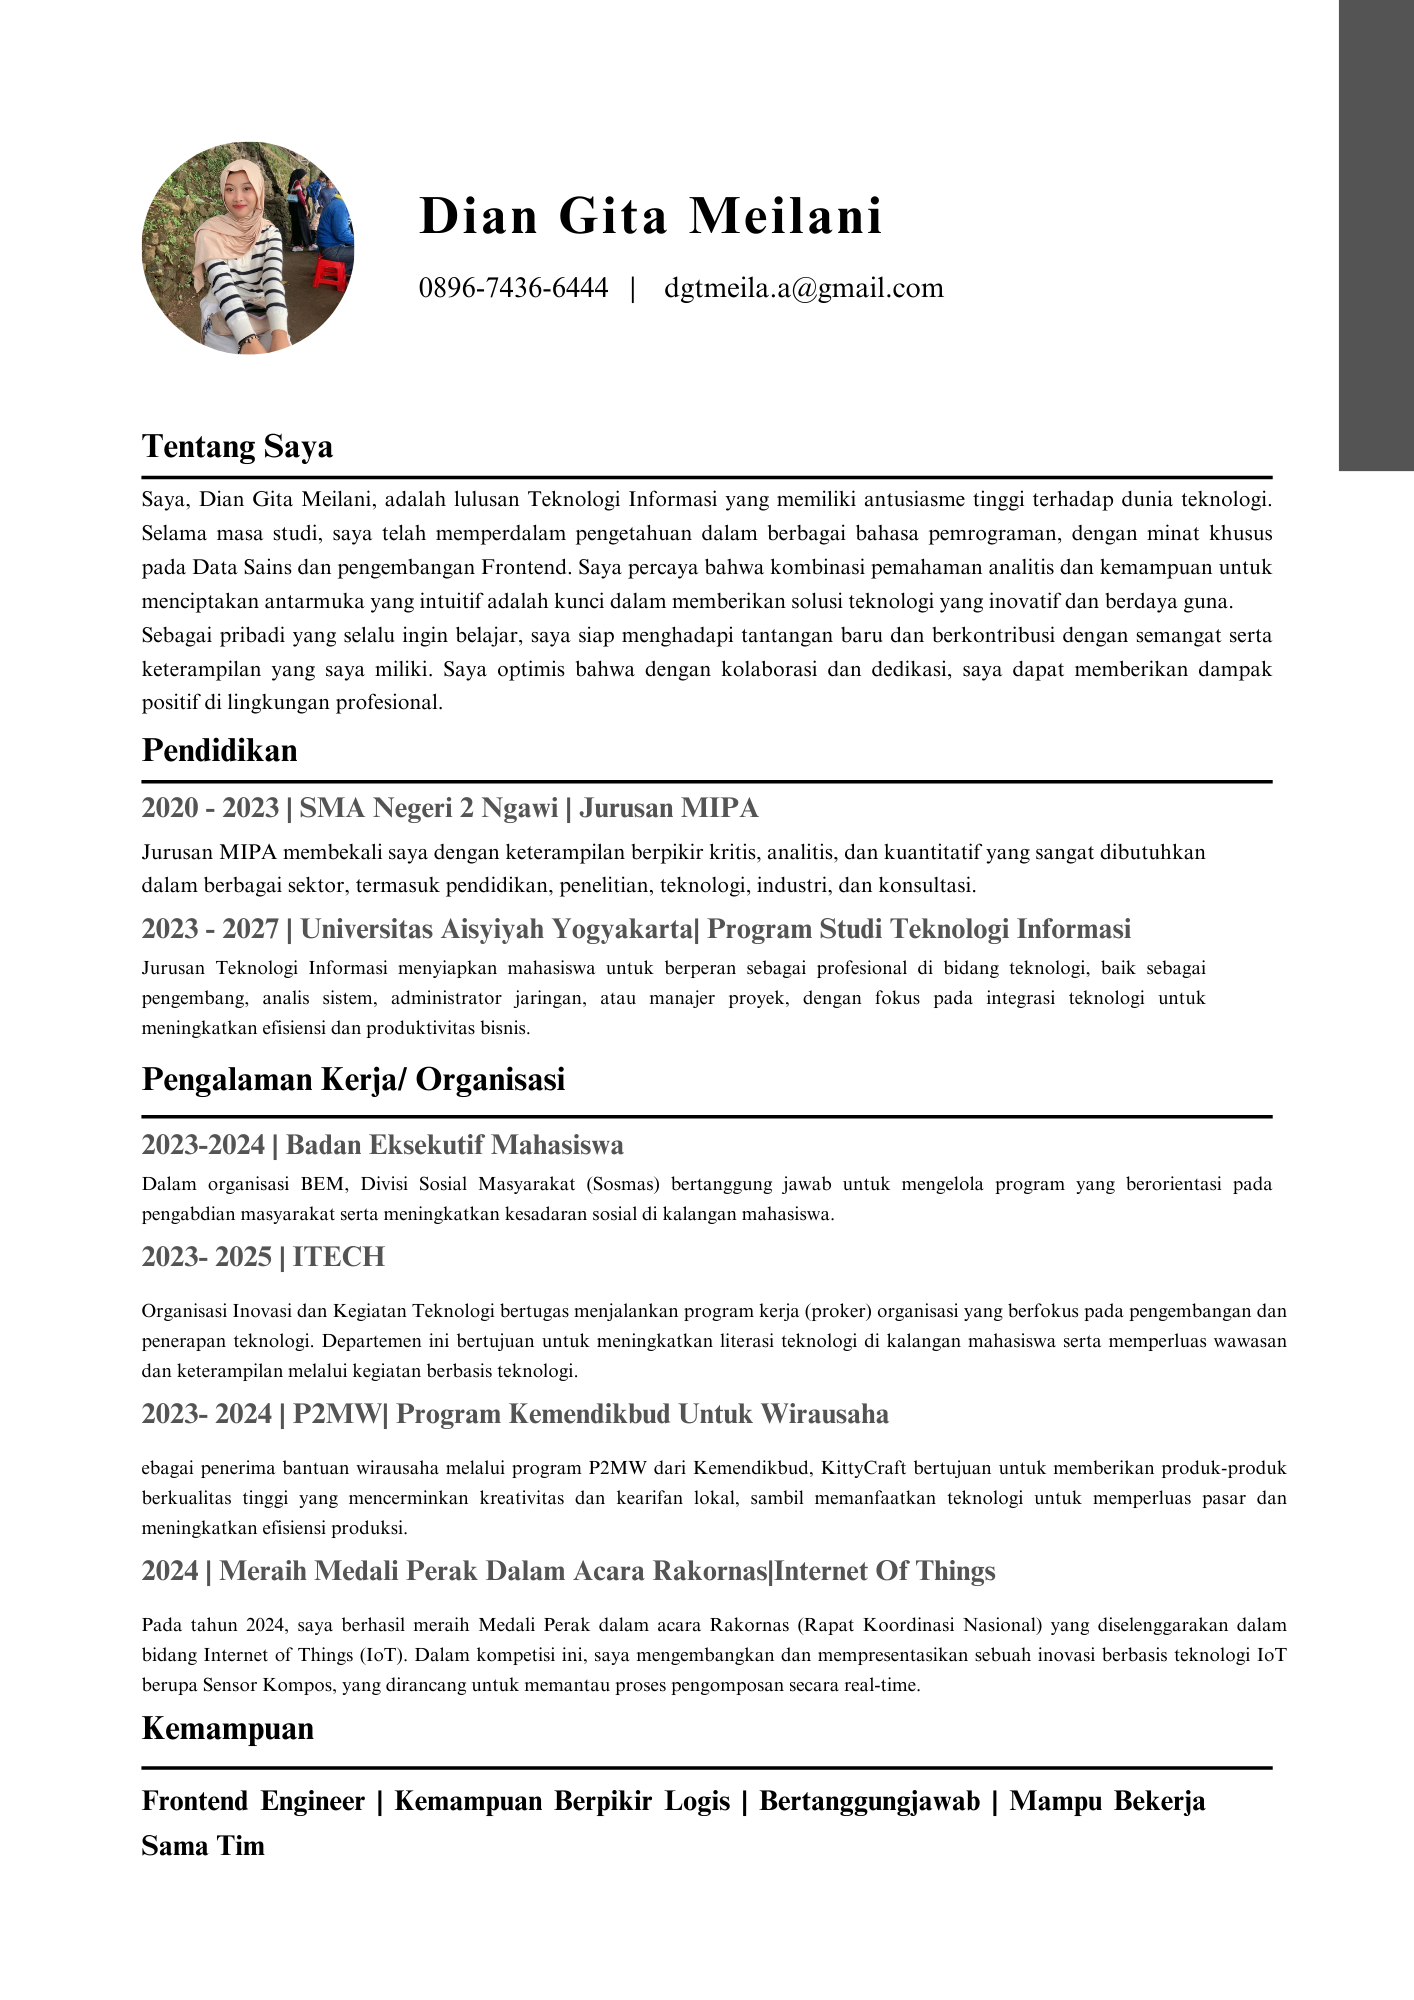 Dian Gita Meilani
0896-7436-6444 | dgtmeila.a@gmail.com
Tentang Saya
Saya, Dian Gita Meilani, adalah lulusan Teknologi Informasi yang memiliki antusiasme tinggi terhadap dunia teknologi.
Selama masa studi, saya telah memperdalam pengetahuan dalam berbagai bahasa pemrograman, dengan minat khusus
pada Data Sains dan pengembangan Frontend. Saya percaya bahwa kombinasi pemahaman analitis dan kemampuan untuk
menciptakan antarmuka yang intuitif adalah kunci dalam memberikan solusi teknologi yang inovatif dan berdaya guna.
Sebagai pribadi yang selalu ingin belajar, saya siap menghadapi tantangan baru dan berkontribusi dengan semangat serta
keterampilan yang saya miliki. Saya optimis bahwa dengan kolaborasi dan dedikasi, saya dapat memberikan dampak
positif di lingkungan profesional.
Pendidikan
2020 - 2023 | SMA Negeri 2 Ngawi | Jurusan MIPA
Jurusan MIPA membekali saya dengan keterampilan berpikir kritis, analitis, dan kuantitatif yang sangat dibutuhkan
dalam berbagai sektor, termasuk pendidikan, penelitian, teknologi, industri, dan konsultasi.
2023 - 2027 | Universitas Aisyiyah Yogyakarta| Program Studi Teknologi Informasi
Jurusan Teknologi Informasi menyiapkan mahasiswa untuk berperan sebagai profesional di bidang teknologi, baik sebagai
pengembang, analis sistem, administrator jaringan, atau manajer proyek, dengan fokus pada integrasi teknologi untuk
meningkatkan efisiensi dan produktivitas bisnis.
Pengalaman Kerja/ Organisasi
2023-2024 | Badan Eksekutif Mahasiswa
Dalam organisasi BEM, Divisi Sosial Masyarakat (Sosmas) bertanggung jawab untuk mengelola program yang berorientasi pada
pengabdian masyarakat serta meningkatkan kesadaran sosial di kalangan mahasiswa.
2023- 2025 | ITECH
Organisasi Inovasi dan Kegiatan Teknologi bertugas menjalankan program kerja (proker) organisasi yang berfokus pada pengembangan dan
penerapan teknologi. Departemen ini bertujuan untuk meningkatkan literasi teknologi di kalangan mahasiswa serta memperluas wawasan
dan keterampilan melalui kegiatan berbasis teknologi.
2023- 2024 | P2MW| Program Kemendikbud Untuk Wirausaha
ebagai penerima bantuan wirausaha melalui program P2MW dari Kemendikbud, KittyCraft bertujuan untuk memberikan produk-produk
berkualitas tinggi yang mencerminkan kreativitas dan kearifan lokal, sambil memanfaatkan teknologi untuk memperluas pasar dan
meningkatkan efisiensi produksi.
2024 | Meraih Medali Perak Dalam Acara Rakornas|Internet Of Things
Pada tahun 2024, saya berhasil meraih Medali Perak dalam acara Rakornas (Rapat Koordinasi Nasional) yang diselenggarakan dalam
bidang Internet of Things (IoT). Dalam kompetisi ini, saya mengembangkan dan mempresentasikan sebuah inovasi berbasis teknologi IoT
berupa Sensor Kompos, yang dirancang untuk memantau proses pengomposan secara real-time.
Kemampuan
Frontend Engineer | Kemampuan Berpikir Logis | Bertanggungjawab | Mampu Bekerja
Sama Tim